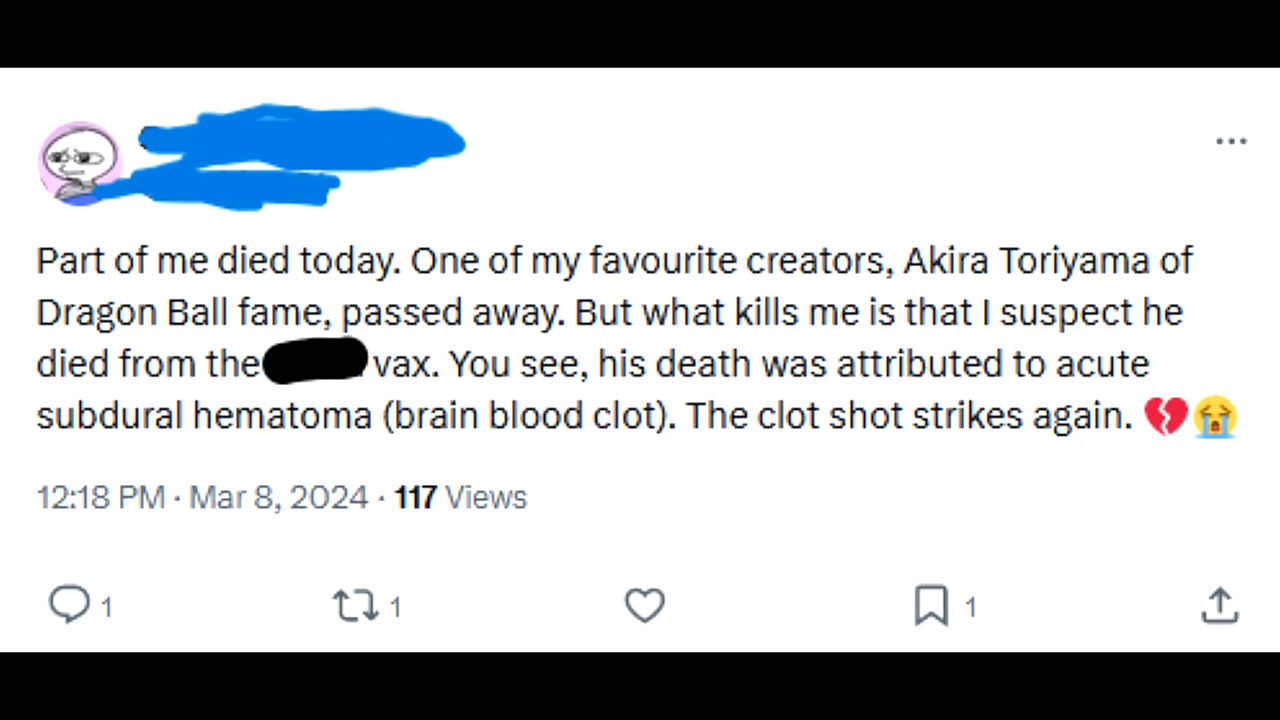 Part of me died today. One of my favourite creators, Akira Toriyama of
Dragon Ball fame, passed away. But what kills me is that I suspect he
died from the vax. You see, his death was attributed to acute
subdural hematoma (brain blood clot). The clot shot strikes again. 💔😭
12:18 PM · Mar 8, 2024 · 117 Views
1 1 1